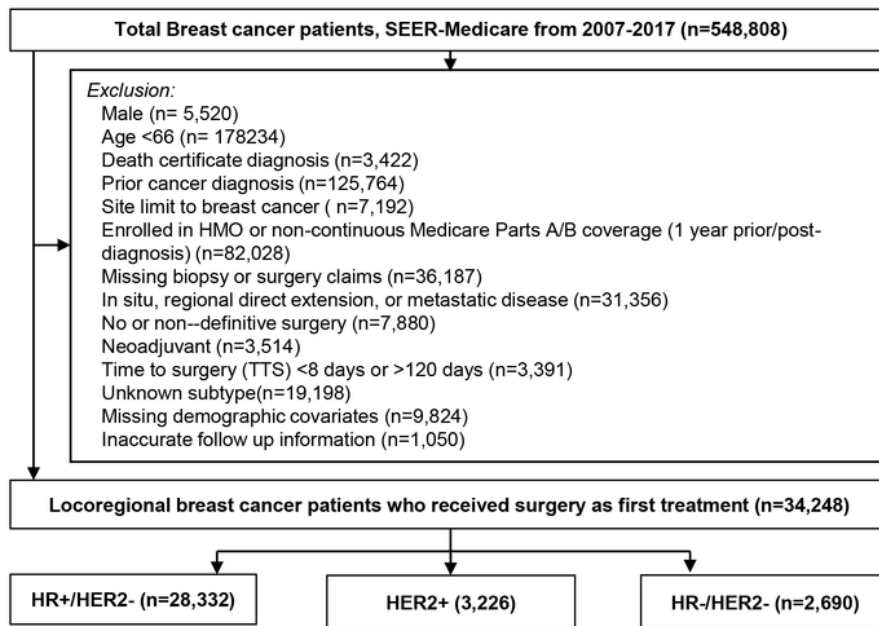 Total Breast cancer patients, SEER-Medicare from 2007-2017 (n=548,808)
Exclusion:
Male (n= 5,520)
Age <66 (n= 178234)
Death certificate diagnosis (n=3,422)
Prior cancer diagnosis (n=125,764)
Site limit to breast cancer ( n=7,192)
Enrolled in HMO or non-continuous Medicare Parts A/B coverage (1 year prior/post-
diagnosis) (n=82,028)
Missing biopsy or surgery claims (n=36,187)
In situ, regional direct extension, or metastatic disease (n=31,356)
No or non--definitive surgery (n=7,880)
Neoadjuvant (n=3,514)
Time to surgery (TTS) <8 days or >120 days (n=3,391)
Unknown subtype(n=19,198)
Missing demographic covariates (n=9,824)
Inaccurate follow up information (n=1,050)
Locoregional breast cancer patients who received surgery as first treatment (n=34,248)
HR+/HER2- (n=28,332)
HER2+ (3,226)
HR-/HER2- (n=2,690)